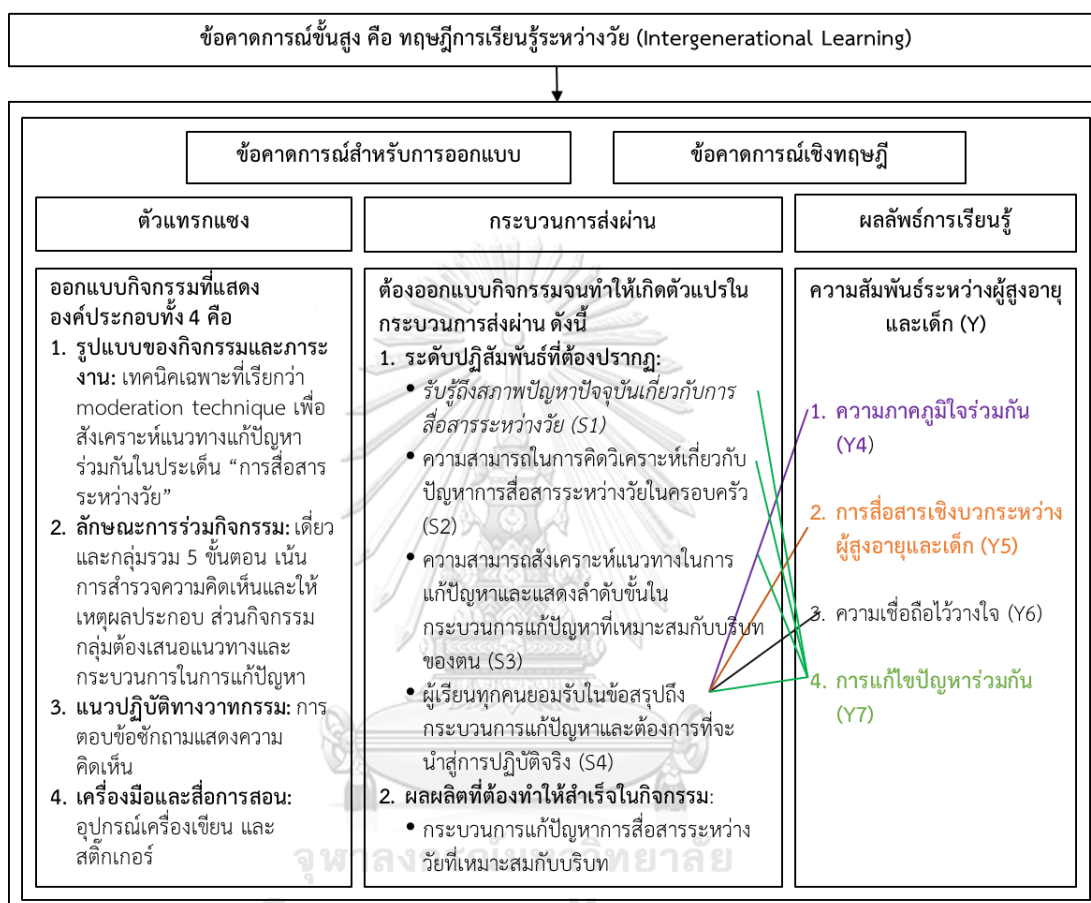 ข้อคาดการณ์ขั้นสูง คือ ทฤษฎีการเรียนรู้ระหว่างวัย (Intergenerational Learning)
ข้อคาดการณ์สำหรับการออกแบบ
ข้อคาดการณ์เชิงทฤษฎี
ตัวแทรกแซง
กระบวนการส่งผ่าน
ผลลัพธ์การเรียนรู้
ออกแบบกิจกรรมที่แสดง
องค์ประกอบทั้ง 4 คือ
1. รูปแบบของกิจกรรมและภาระ
งาน: เทคนิคเฉพาะที่เรียกว่า
moderation technique เพื่อ
สังเคราะห์แนวทางแก้ปัญหา
ร่วมกันในประเด็น “การสื่อสาร
ระหว่างวัย”
2. ลักษณะการร่วมกิจกรรม: เดี่ยว
และกลุ่มรวม 5 ขั้นตอน เน้น
การสำรวจความคิดเห็นและให้
เหตุผลประกอบ ส่วนกิจกรรม
กลุ่มต้องเสนอแนวทางและ
กระบวนการในการแก้ปัญหา
3. แนวปฏิบัติทางวาทกรรม: การ
ตอบข้อซักถามแสดงความ
คิดเห็น
4. เครื่องมือและสื่อการสอน:
อุปกรณ์เครื่องเขียน และ
สติ๊กเกอร์
ต้องออกแบบกิจกรรมจนทำให้เกิดตัวแปรใน
กระบวนการส่งผ่าน ดังนี้
1. ระดับปฏิสัมพันธ์ที่ต้องปรากฏ:
• รับรู้ถึงสภาพปัญหาปัจจุบันเกี่ยวกับการ
สื่อสารระหว่างวัย (S1)
• ความสามารถในการคิดวิเคราะห์เกี่ยวกับ
ปัญหาการสื่อสารระหว่างวัยในครอบครัว
(S2)
• ความสามารถสังเคราะห์แนวทางในการ
แก้ปัญหาและแสดงลำดับขั้นใน
กระบวนการแก้ปัญหาที่เหมาะสมกับบริบท
ของตน (S3)
• ผู้เรียนทุกคนยอมรับในข้อสรุปถึง
กระบวนการแก้ปัญหาและต้องการที่จะ
นำสู่การปฏิบัติจริง (S4)
2. ผลผลิตที่ต้องทำให้สำเร็จในกิจกรรม:
• กระบวนการแก้ปัญหาการสื่อสารระหว่าง
วัยที่เหมาะสมกับบริบท
ความสัมพันธ์ระหว่างผู้สูงอายุ
และเด็ก (Y)
1. ความภาคภูมิใจร่วมกัน
(Y4)
2. การสื่อสารเชิงบวกระหว่าง
ผู้สูงอายุและเด็ก (Y5)
3. ความเชื่อถือไว้วางใจ (Y6)
4. การแก้ไขปัญหาร่วมกัน
(Y7)
จุฬาลงกรณ์มหาวิทยาลัย